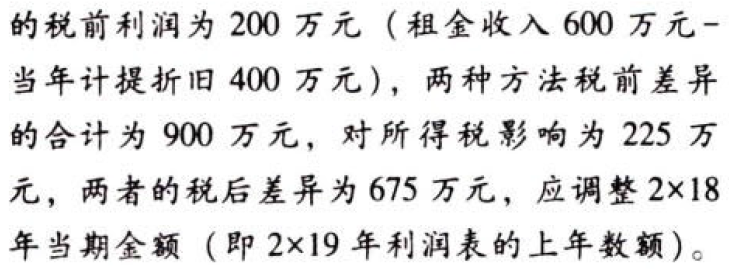 的税前利润为 200 万元（租金收入 600 万元-
当年计提折旧 400 万元），两种方法税前差异
的合计为 900 万元，对所得税影响为 225 万
元，两者的税后差异为 675 万元，应调整 2×18
年当期金额（即 2×19 年利润表的上年数额）。